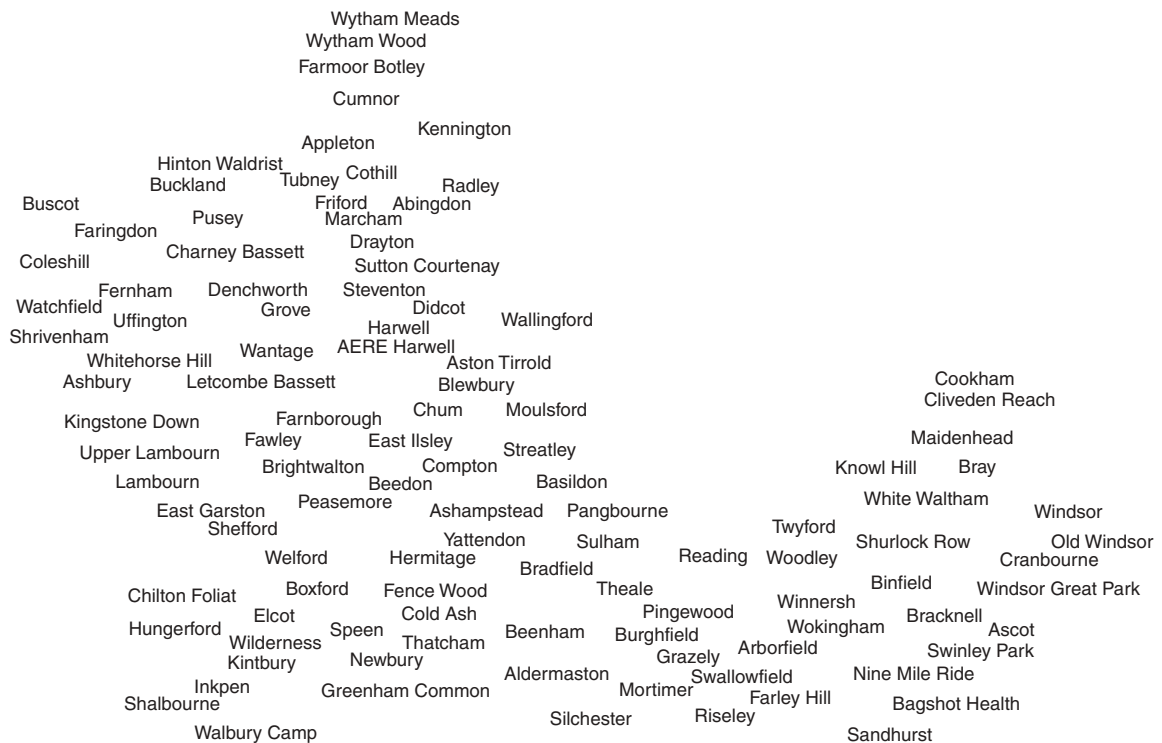 Wytham Meads
Wytham Wood
Farmoor Botley
Cumnor
Kennington
Appleton
Hinton Waldrist
Cothill
Tubney
Buckland
Radley
Buscot
Friford
Abingdon
Pusey
Marcham
Faringdon
Drayton
Charney Bassett
Coleshill
Sutton Courtenay
Fernham
Denchworth
Steventon
Watchfield
Grove
Didcot
Uffington
Wallingford
Harwell
Shrivenham
Wantage
AERE Harwell
Whitehorse Hill
Aston Tirrold
Ashbury
Letcombe Bassett
Blewbury
Cookham
Cliveden Reach
Chum
Moulsford
Kingstone Down
Farnborough
Maidenhead
Fawley
East Ilsley
Streatley
Upper Lambourn
Brightwalton
Compton
Knowl Hill
Bray
Lambourn
Beedon
Basildon
Peasemore
White Waltham
East Garston
Ashampstead
Pangbourne
Windsor
Shefford
Twyford
Yattendon
Sulham
Shurlock Row
Old Windsor
Welford
Hermitage
Reading
Woodley
Cranbourne
Bradfield
Binfield
Chilton Foliat
Boxford
Fence Wood
Theale
Windsor Great Park
Winnersh
Elcot
Cold Ash
Pingewood
Bracknell
Hungerford
Speen
Beenham
Burghfield
Wokingham
Ascot
Wilderness
Thatcham
Arborfield
Swinley Park
Kintbury
Newbury
Grazely
Aldermaston
Swallowfield
Nine Mile Ride
Inkpen
Greenham Common
Mortimer
Farley Hill
Shalbourne
Bagshot Health
Silchester
Riseley
Walbury Camp
Sandhurst